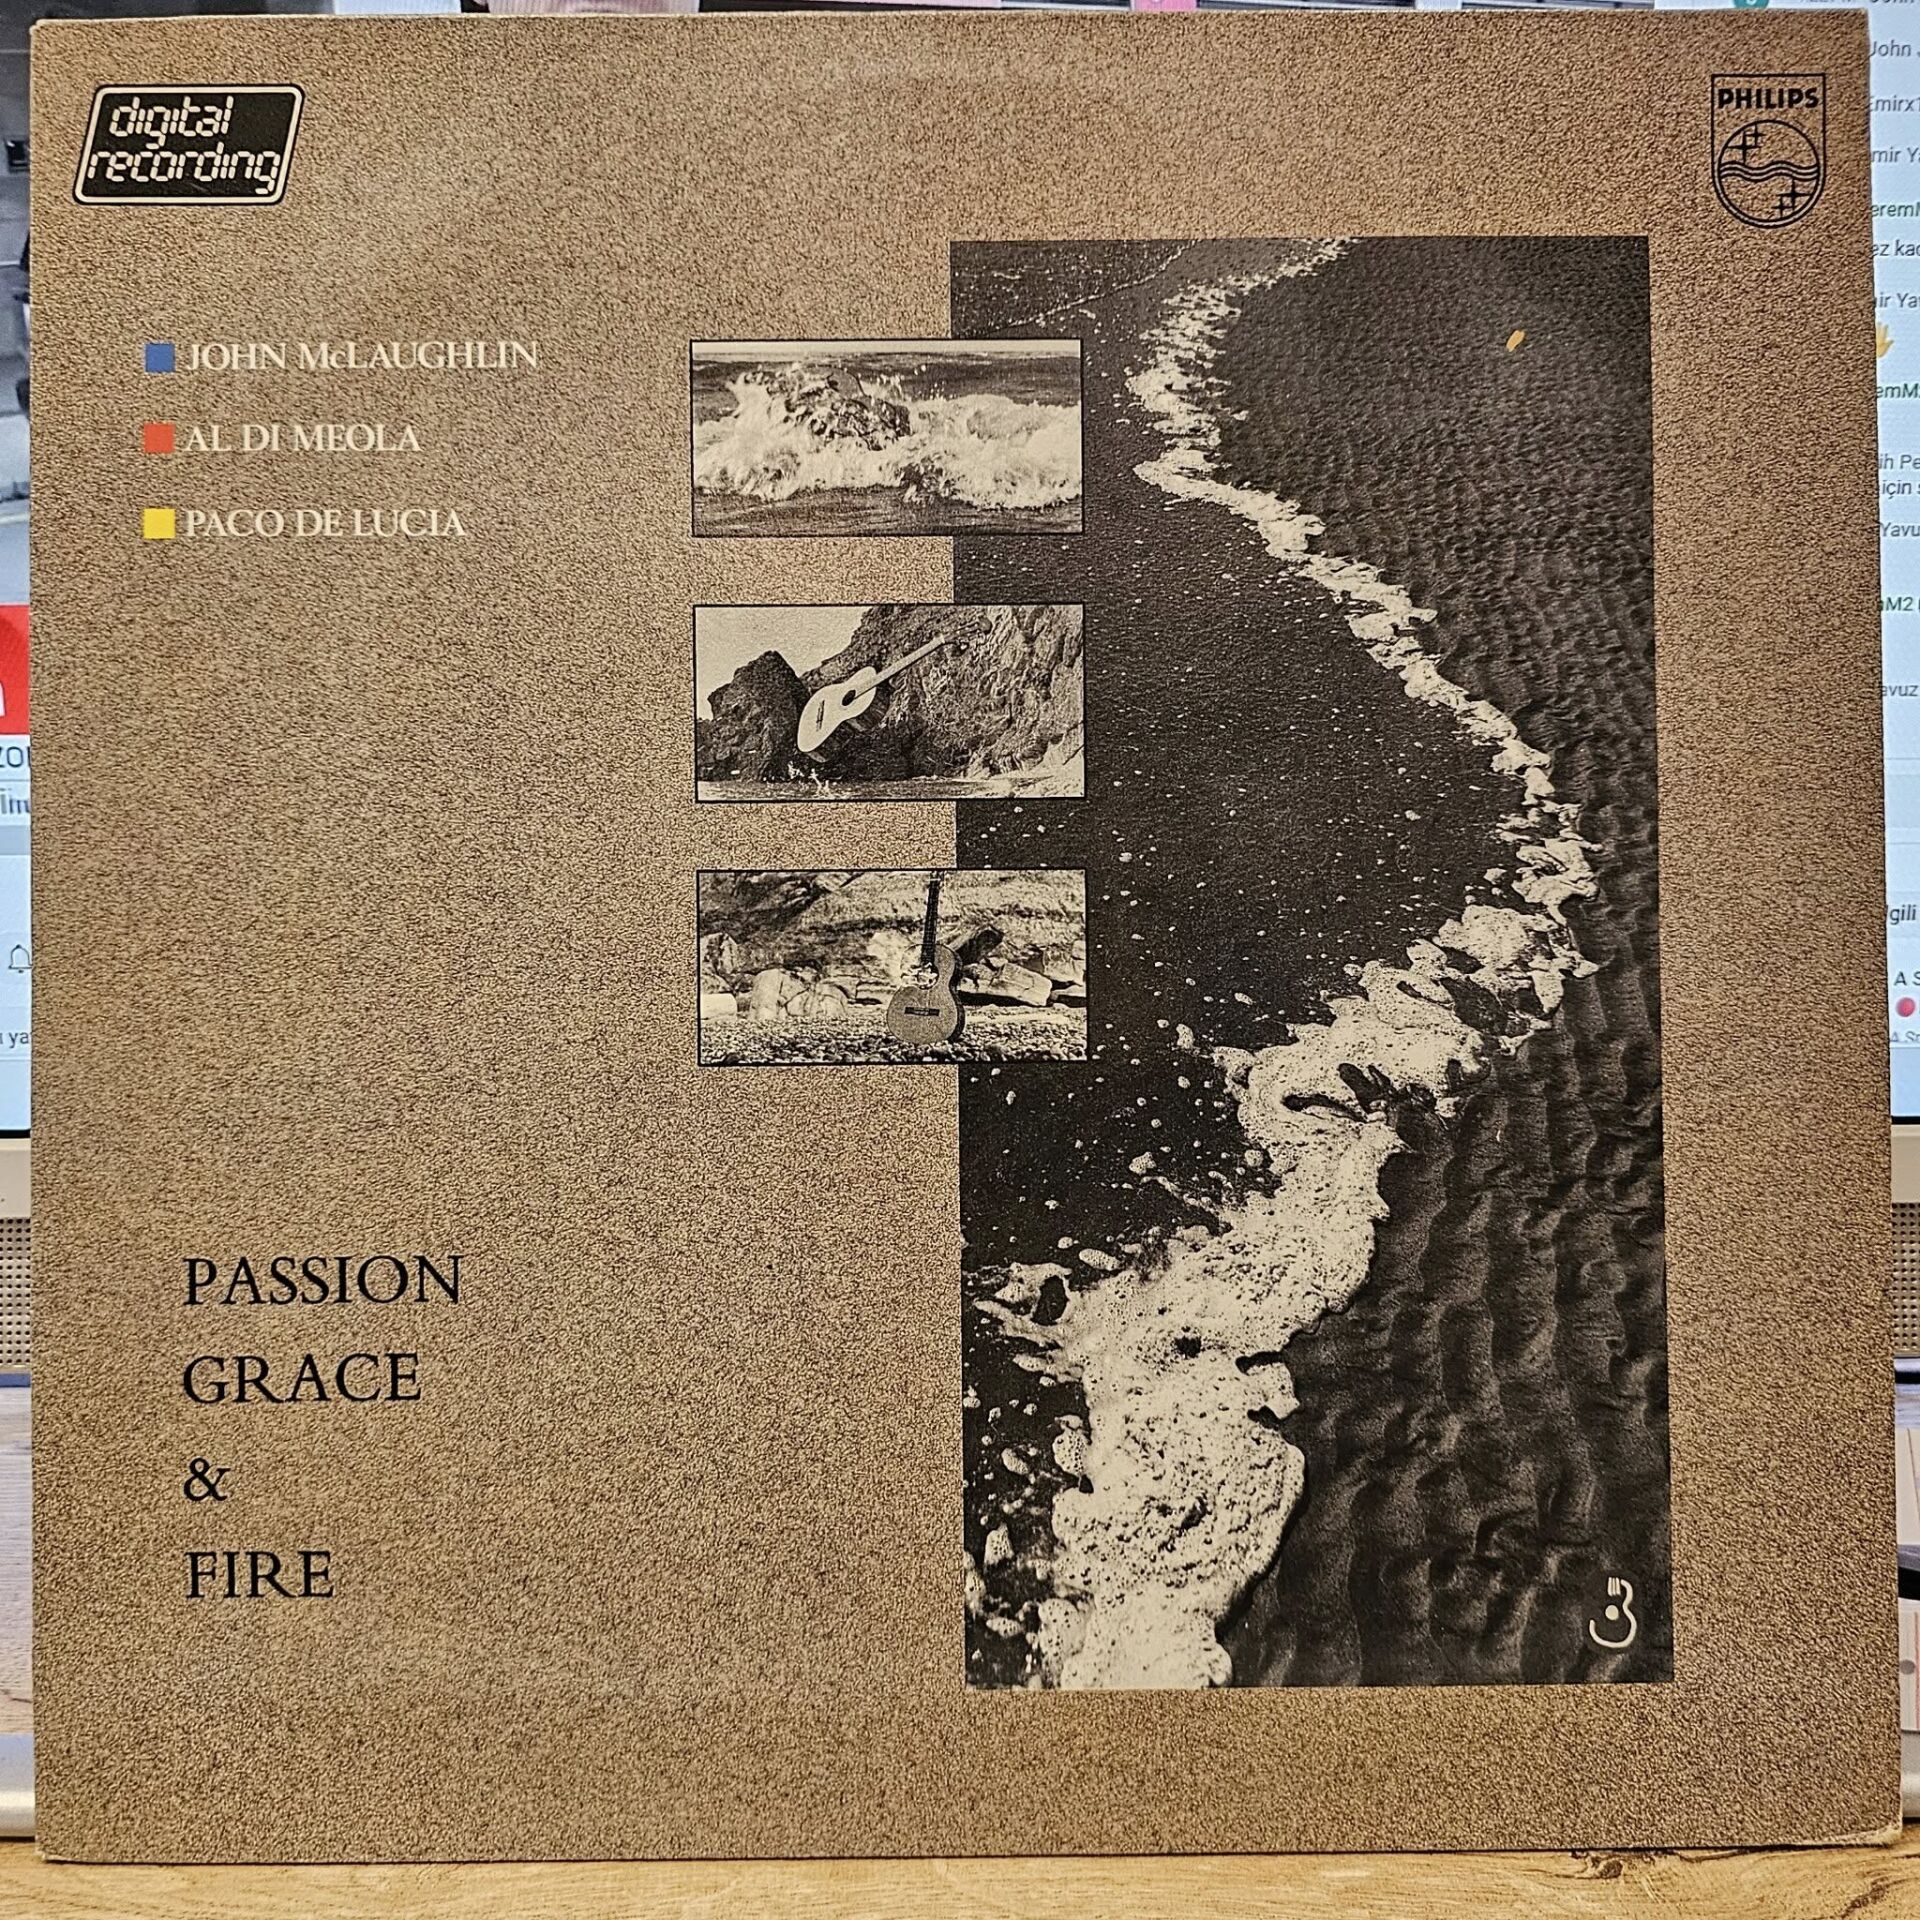 digital
recording
PHILIPS
JOHN McLAUGHLIN
AL DI MEOLA
PACO DE LUCIA
PASSION
GRACE
&
FIRE